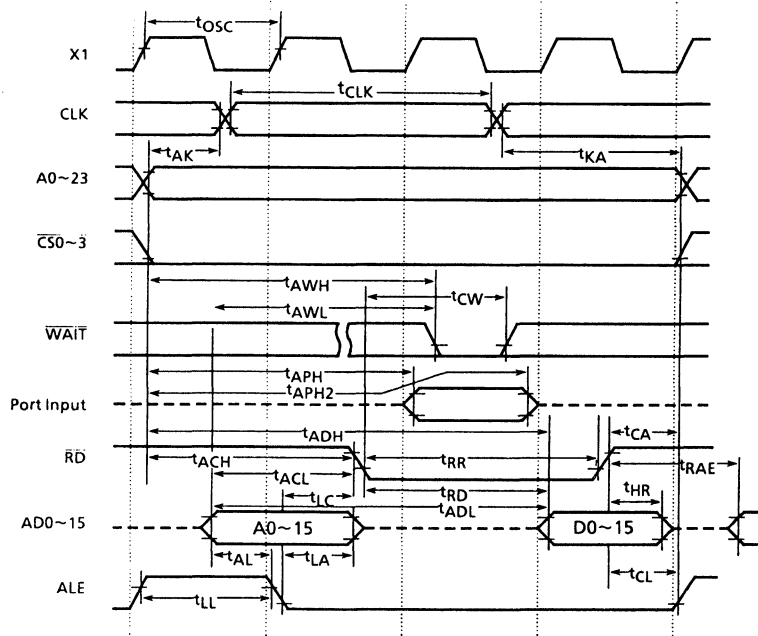 tOSC
X1
tCLK
CLK
tAK
tKA
A0~23
CS0~3
tAWH
tCW
tAWL
WAIT
tAPH
tAPH2
Port Input
tADH
tCA
RD
tACH
tRR
tRAE
tACL
tRD
tHR
tLC
tADL
AD0~15
A0~15
D0~15
tAL
tLA
tCL
ALE
tLL